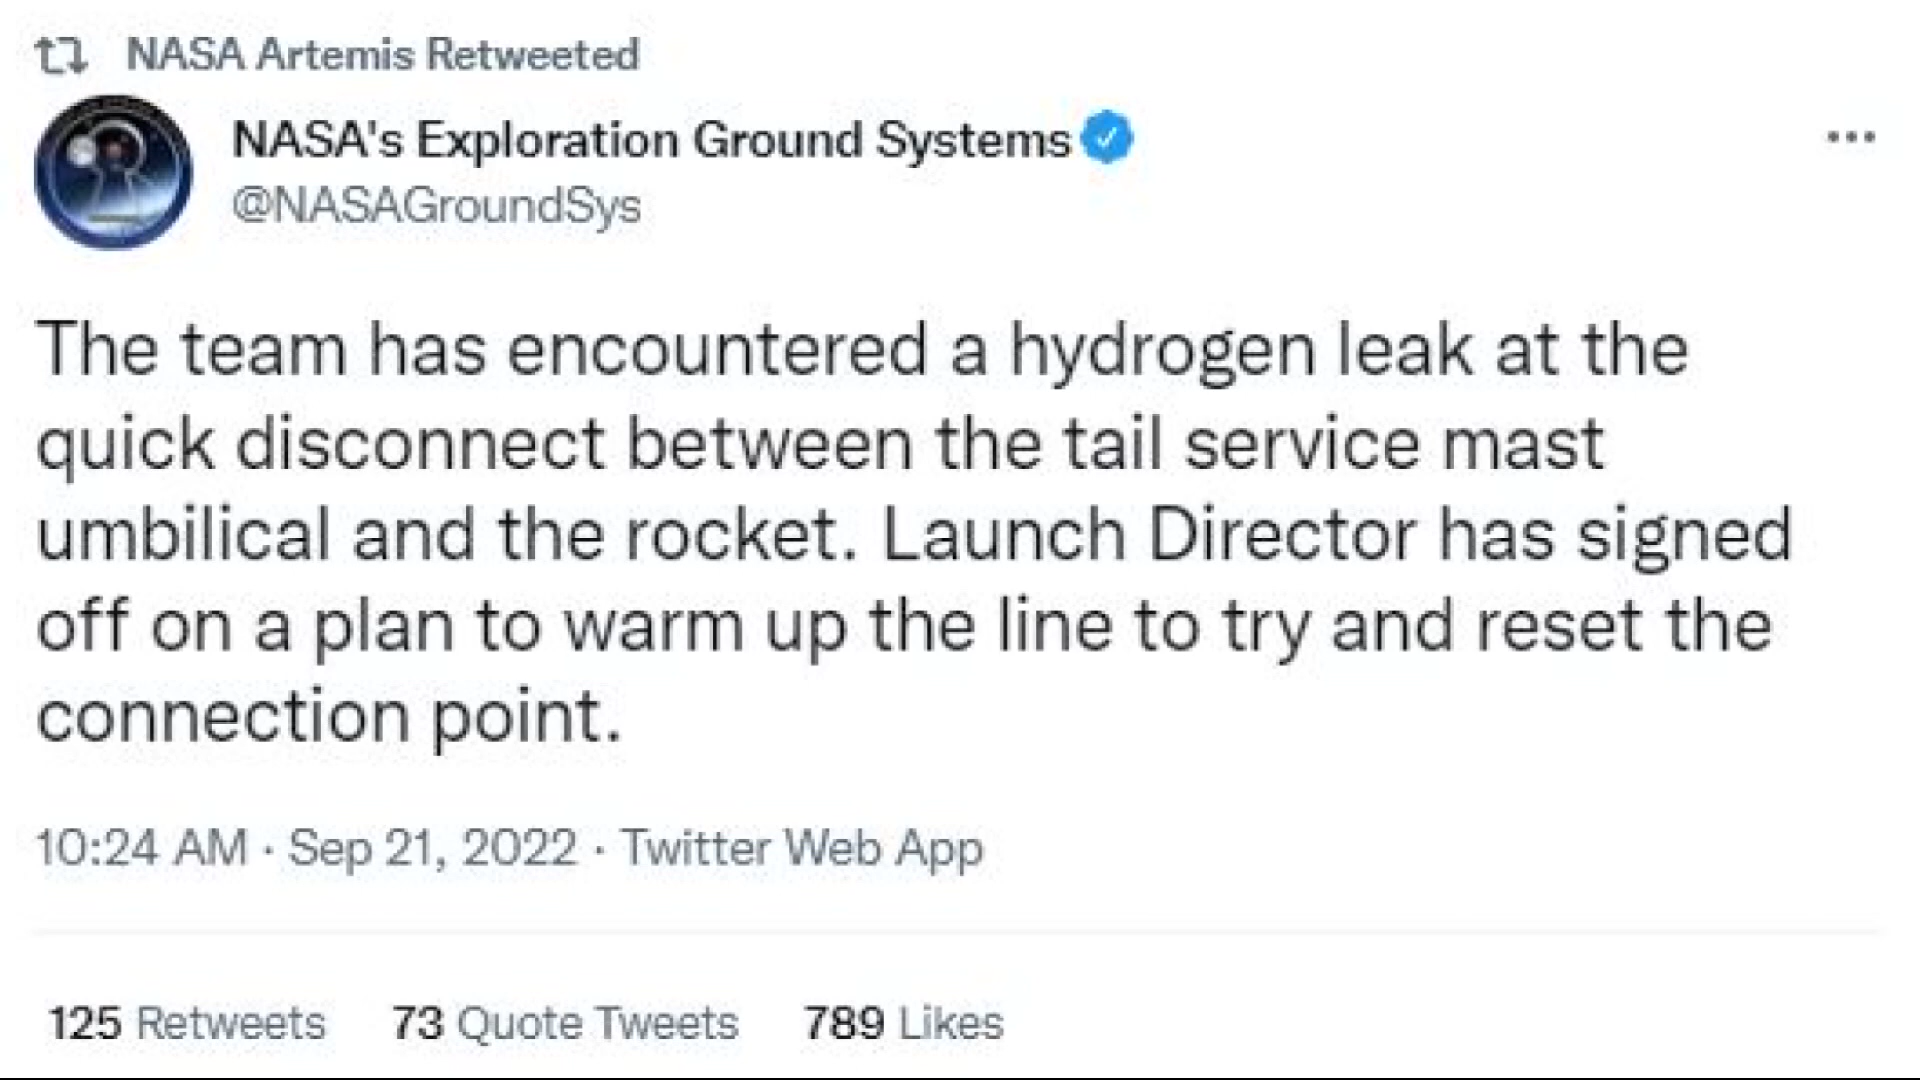 NASA Artemis Retweeted
NASA's Exploration Ground Systems
@NASAGroundSys
The team has encountered a hydrogen leak at the
quick disconnect between the tail service mast
umbilical and the rocket. Launch Director has signed
off on a plan to warm up the line to try and reset the
connection point.
10:24 AM · Sep 21, 2022 · Twitter Web App
125 Retweets 73 Quote Tweets 789 Likes